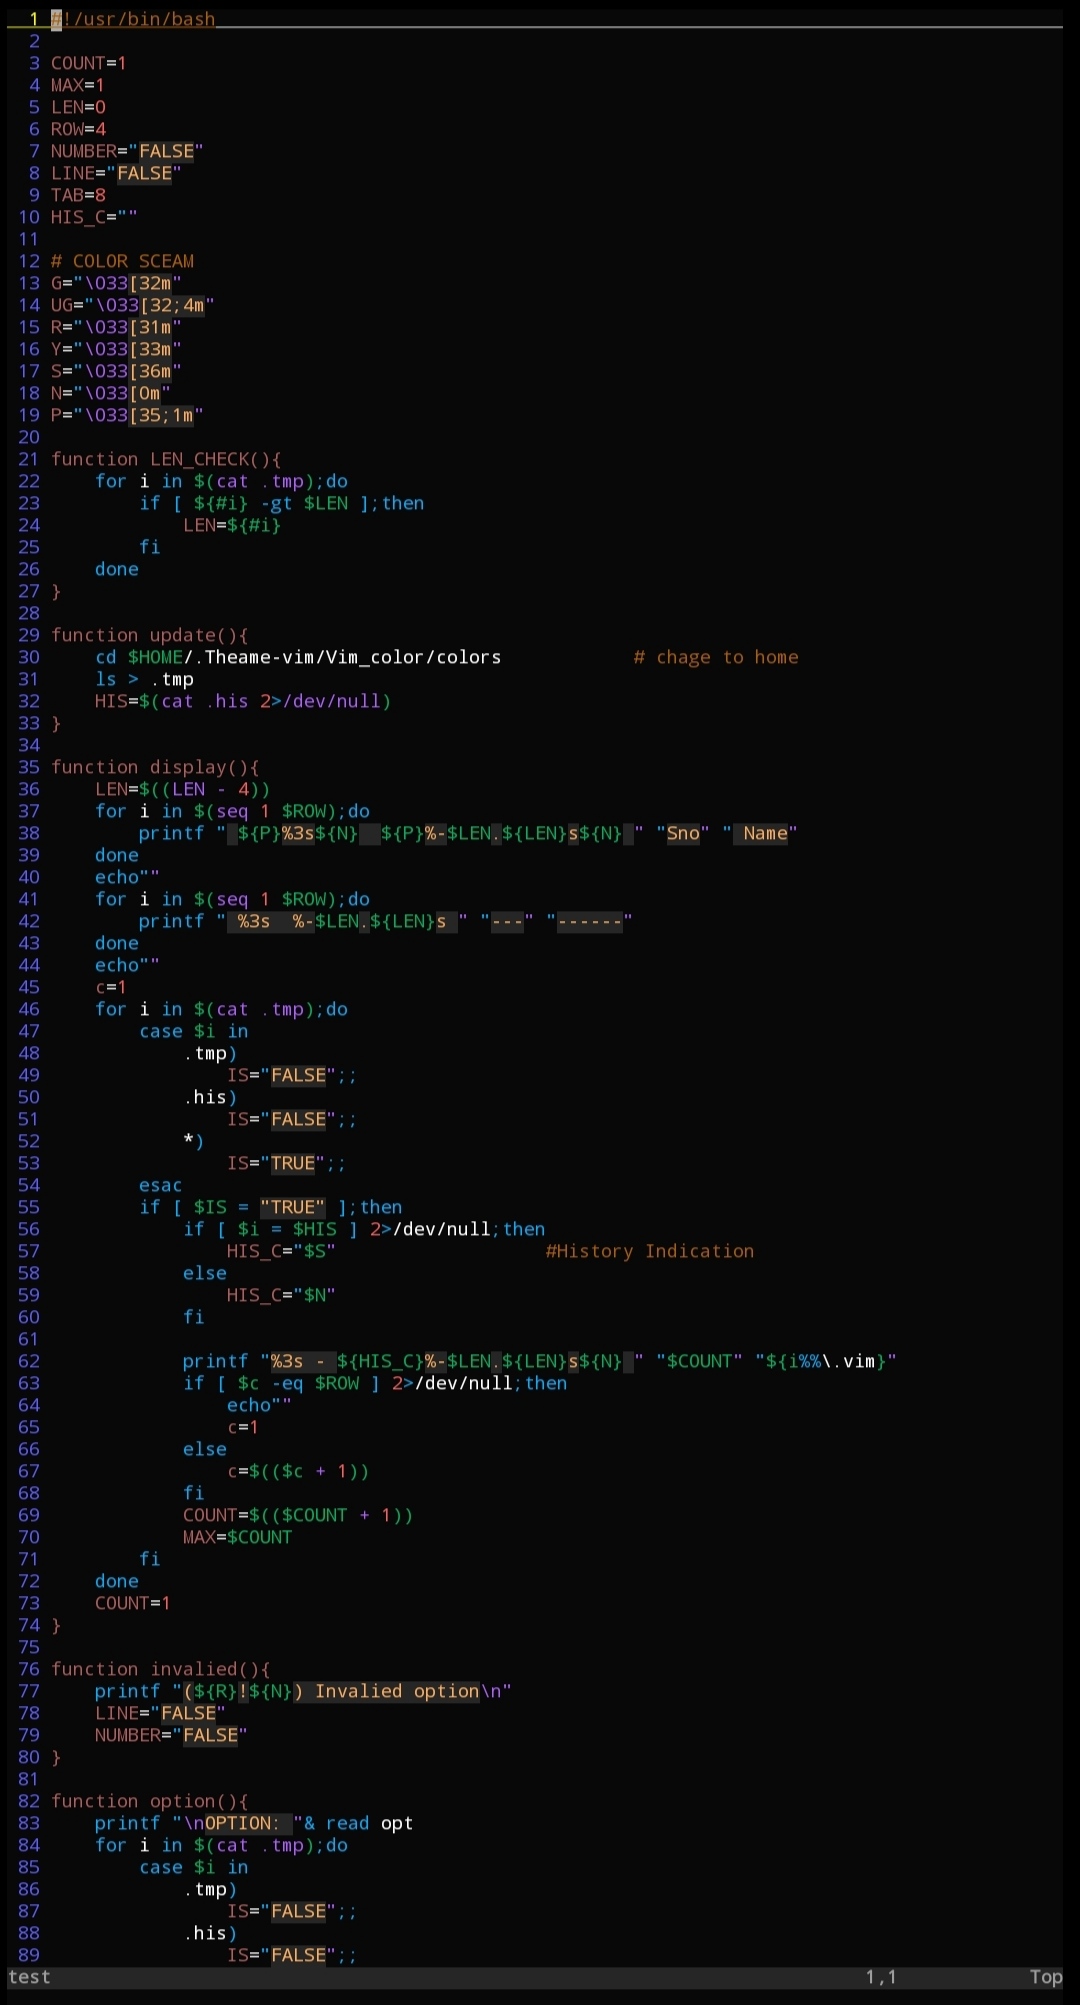 1 #!/usr/bin/bash
2
3 COUNT=1
4 MAX=1
5 LEN=0
6 ROW=4
7 NUMBER="FALSE"
8 LINE="FALSE"
9 TAB=8
10 HIS_C=""
11
12 # COLOR SCEAM
13 G="\033[32m"
14 UG="\033[32;4m"
15 R="\033[31m"
16 Y="\033[33m"
17 S="\033[36m"
18 N="\033[0m"
19 P="\033[35;1m"
20
21 function LEN_CHECK(){
22     for i in $(cat .tmp);do
23         if [ ${#i} -gt $LEN ];then
24             LEN=${#i}
25         fi
26     done
27 }
28
29 function update(){
30     cd $HOME/.Theame-vim/Vim_color/colors            # chage to home
31     ls > .tmp
32     HIS=$(cat .his 2>/dev/null)
33 }
34
35 function display(){
36     LEN=$((LEN - 4))
37     for i in $(seq 1 $ROW);do
38         printf " ${P}%3s${N}  ${P}%-$LEN.${LEN}s${N} " "Sno" " Name"
39     done
40     echo""
41     for i in $(seq 1 $ROW);do
42         printf " %3s  %-$LEN.${LEN}s " "---" "------"
43     done
44     echo""
45     c=1
46     for i in $(cat .tmp);do
47         case $i in
48             .tmp)
49                 IS="FALSE";;
50             .his)
51                 IS="FALSE";;
52             *)
53                 IS="TRUE";;
54         esac
55         if [ $IS = "TRUE" ];then
56             if [ $i = $HIS ] 2>/dev/null;then
57                 HIS_C="$S"                   #History Indication
58             else
59                 HIS_C="$N"
60             fi
61
62             printf "%3s - ${HIS_C}%-$LEN.${LEN}s${N} " "$COUNT" "${i%%\.vim}"
63             if [ $c -eq $ROW ] 2>/dev/null;then
64                 echo""
65                 c=1
66             else
67                 c=$(($c + 1))
68             fi
69             COUNT=$(($COUNT + 1))
70             MAX=$COUNT
71         fi
72     done
73     COUNT=1
74 }
75
76 function invalied(){
77     printf "(${R}!${N}) Invalied option\n"
78     LINE="FALSE"
79     NUMBER="FALSE"
80 }
81
82 function option(){
83     printf "\nOPTION: "& read opt
84     for i in $(cat .tmp);do
85         case $i in
86             .tmp)
87                 IS="FALSE";;
88             .his)
89                 IS="FALSE";;
test 1,1 Top